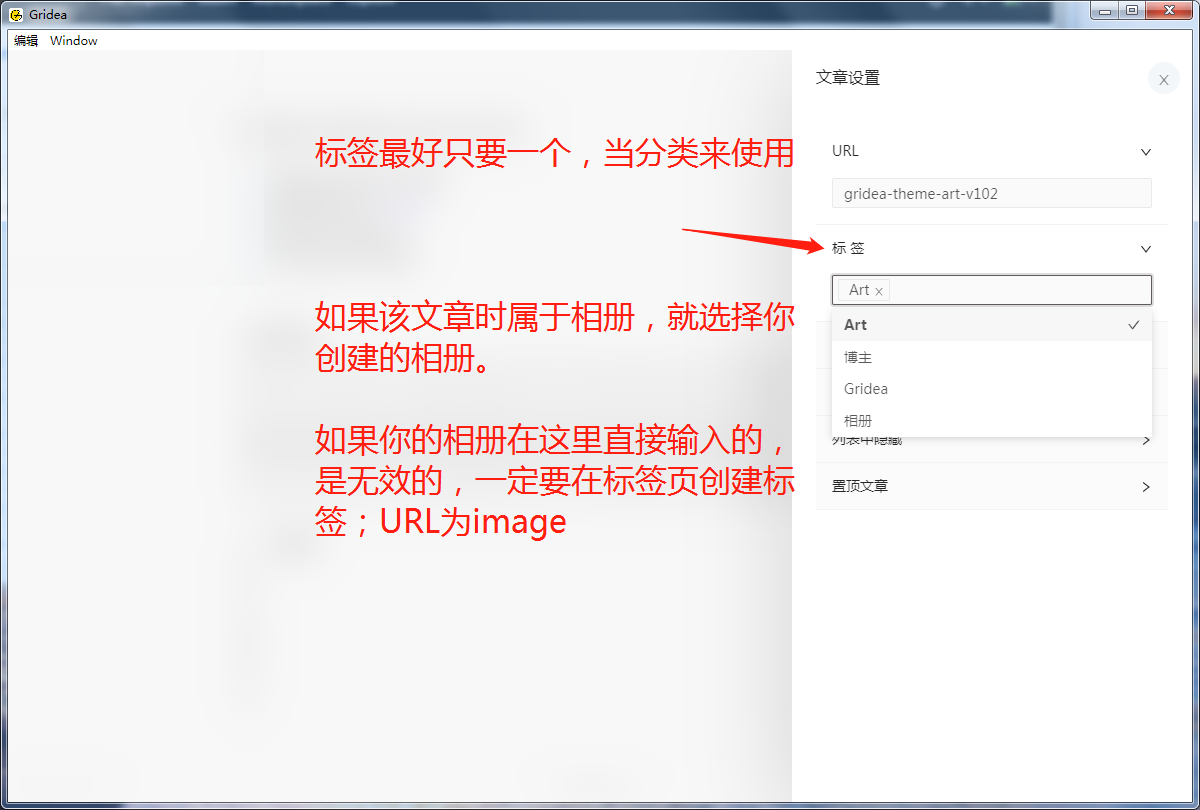 Gridea
编辑 Window
文章设置
标签最好只要一个，当分类来使用
URL
gridea-theme-art-v102
标 签
Art x
如果该文章时属于相册，就选择你
创建的相册。
Art
博主
Gridea
相册
如果你的相册在这里直接输入的，
是无效的，一定要在标签页创建标
签；URL为image
列表中隐藏
置顶文章